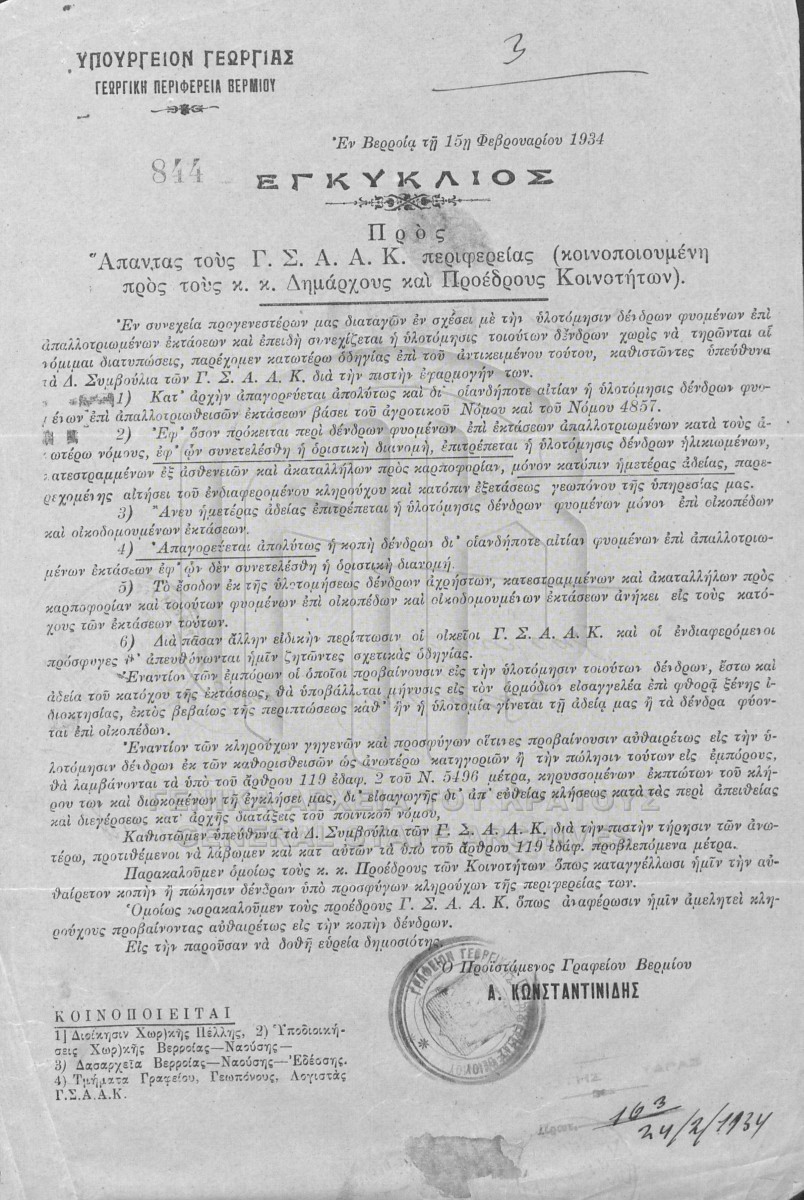 ΥΠΟΥΡΓΕΙΟΝ ΓΕΩΡΓΙΑΣ
ΓΕΩΡΓΙΚΗ ΠΕΡΙΦΕΡΕΙΑ ΒΕΡΜΙΟΥ
3
Ἐν Βερροίᾳ τῇ 15ῃ Φεβρουαρίου 1934
844
ΕΓΚΥΚΛΙΟΣ
Πρὸς
Ἅπαντας τοὺς Γ. Σ. Α. Α. Κ. περιφερείας (κοινοποιουμένη
πρὸς τοὺς κ. κ. Δημάρχους καὶ Προέδρους Κοινοτήτων).
Ἐν συνεχείᾳ προγενεστέρων μας διαταγῶν ἐν σχέσει μὲ τὴν ὑλοτόμησιν δένδρων φυομένων ἐπὶ
ἀπαλλοτριωμένων ἐκτάσεων καὶ ἐπειδὴ συνεχίζεται ἡ ὑλοτόμησις τοιούτων δένδρων χωρὶς νὰ τηρῶνται αἱ
νόμιμαι διατυπώσεις, παρέχομεν κατωτέρω ὁδηγίας ἐπὶ τοῦ ἀντικειμένου τούτου, καθιστῶντες ὑπεύθυνα
τὰ Δ. Συμβούλια τῶν Γ. Σ. Α. Α. Κ. διὰ τὴν πιστὴν ἐφαρμογήν των.
1) Κατ' ἀρχὴν ἀπαγορεύεται ἀπολύτως καὶ δι' οἱανδήποτε αἰτίαν ἡ ὑλοτόμησις δένδρων φυο-
μένων ἐπὶ ἀπαλλοτριωθεισῶν ἐκτάσεων βάσει τοῦ ἀγροτικοῦ Νόμου καὶ τοῦ Νόμου 4857.
2) Ἐφ' ὅσον πρόκειται περὶ δένδρων φυομένων ἐπὶ ἐκτάσεων ἀπαλλοτριωμένων κατὰ τοὺς ἀ-
νωτέρω νόμους, ἐφ' ὧν συνετελέσθη ἡ ὁριστικὴ διανομή, ἐπιτρέπεται ἡ ὑλοτόμησις δένδρων ἡλικιωμένων,
κατεστραμμένων ἐξ ἀσθενειῶν καὶ ἀκαταλλήλων πρὸς καρποφορίαν, μόνον κατόπιν ἡμετέρας ἀδείας, παρε-
ρεχομένης αἰτήσει τοῦ ἐνδιαφερομένου κληρούχου καὶ κατόπιν ἐξετάσεως γεωπόνου τῆς ὑπηρεσίας μας.
3) Ἄνευ ἡμετέρας ἀδείας ἐπιτρέπεται ἡ ὑλοτόμησις δένδρων φυομένων μόνον ἐπὶ οἰκοπέδων
καὶ οἰκοδομουμένων ἐκτάσεων.
4) Ἀπαγορεύεται ἀπολύτως ἡ κοπὴ δένδρων δι' οἱανδήποτε αἰτίαν φυομένων ἐπὶ ἀπαλλοτριω-
μένων ἐκτάσεων ἐφ' ὧν δὲν συνετελέσθη ἡ ὁριστικὴ διανομή.
5) Τὸ ἔσοδον ἐκ τῆς ὑλοτομήσεως δένδρων ἀχρήστων, κατεστραμμένων καὶ ἀκαταλλήλων πρὸς
καρποφορίαν καὶ τοιούτων φυομένων ἐπὶ οἰκοπέδων καὶ οἰκοδομουμένων ἐκτάσεων ἀνήκει εἰς τοὺς κατό-
χους τῶν ἐκτάσεων τούτων.
6) Διὰ πᾶσαν ἄλλην εἰδικὴν περίπτωσιν οἱ οἰκεῖοι Γ. Σ. Α. Α. Κ. καὶ οἱ ἐνδιαφερόμενοι
πρόσφυγες θ' ἀπευθύνωνται ἡμῖν ζητῶντες σχετικὰς ὁδηγίας.
Ἐναντίον τῶν ἐμπόρων οἱ ὁποῖοι προβαίνουσιν εἰς τὴν ὑλοτόμησιν τοιούτων δένδρων, ἔστω καὶ
ἀδείᾳ τοῦ κατόχου τῆς ἐκτάσεως, θὰ ὑποβάλλεται μήνυσις εἰς τὸν ἁρμόδιον εἰσαγγελέα ἐπὶ φθορᾷ ξένης ἰ-
διοκτησίας, ἐκτὸς βεβαίως τῆς περιπτώσεως καθ' ἣν ἡ ὑλοτομία γίνεται τῇ ἀδείᾳ μας ἢ τὰ δένδρα φύον-
ται ἐπὶ οἰκοπέδων.
Ἐναντίον τῶν κληρούχων γηγενῶν καὶ προσφύγων οἵτινες προβαίνουσιν αὐθαιρέτως εἰς τὴν ὑ-
λοτόμησιν δένδρων ἐκ τῶν καθορισθεισῶν ὡς ἀνωτέρω κατηγοριῶν ἢ τὴν πώλησιν τούτων εἰς ἐμπόρους,
θὰ λαμβάνονται τὰ ὑπὸ τοῦ ἄρθρου 119 ἐδαφ. 2 τοῦ Ν. 5496 μέτρα, κηρυσσομένων ἐκπτώτων τοῦ κλή-
ρου των καὶ διωκομένων τῇ ἐγκλήσει μας, δι' εἰσαγωγῆς δι' ἀπ' εὐθείας κλήσεως κατὰ τὰς περὶ ἀπειθείας
καὶ διεγέρσεως κατ' ἀρχῆς διατάξεις τοῦ ποινικοῦ νόμου,
Καθιστῶμεν ὑπεύθυνα τὰ Δ. Συμβούλια τῶν Γ. Σ. Α. Α. Κ. διὰ τὴν πιστὴν τήρησιν τῶν ἀνω-
τέρω, προτιθέμενοι νὰ λάβωμεν καὶ κατ' αὐτῶν τὰ ὑπὸ τοῦ ἄρθρου 119 ἐδάφ. προβλεπόμενα μέτρα.
Παρακαλοῦμεν ὁμοίως τοὺς κ. κ. Προέδρους τῶν Κοινοτήτων ὅπως καταγγέλλωσι ἡμῖν τὴν αὐ-
θαίρετον κοπὴν ἢ πώλησιν δένδρων ὑπὸ προσφύγων κληρούχων τῆς περιφερείας των.
Ὁμοίως παρακαλοῦμεν τοὺς προέδρους Γ. Σ. Α. Α. Κ. ὅπως ἀναφέρωσιν ἡμῖν ἀμελητεὶ κλη-
ρούχους προβαίνοντας αὐθαιρέτως εἰς τὴν κοπὴν δένδρων.
Εἰς τὴν παροῦσαν νὰ δοθῇ εὐρεῖα δημοσιότης.
Ὁ Προϊστάμενος Γραφείου Βερμίου
Α. ΚΩΝΣΤΑΝΤΙΝΙΔΗΣ
ΚΟΙΝΟΠΟΙΕΙΤΑΙ
1] Διοίκησιν Χωρ)κῆς Πέλλης, 2) Ὑποδιοικήσεις Χωρ)κῆς Βερροίας—Ναούσης—
3) Δασαρχεῖα Βερροίας—Ναούσης—Ἐδέσσης.
4) Τμήματα Γραφείου, Γεωπόνους, Λογιστὰς
Γ.Σ.Α.Α.Κ.
163
24/2/1934